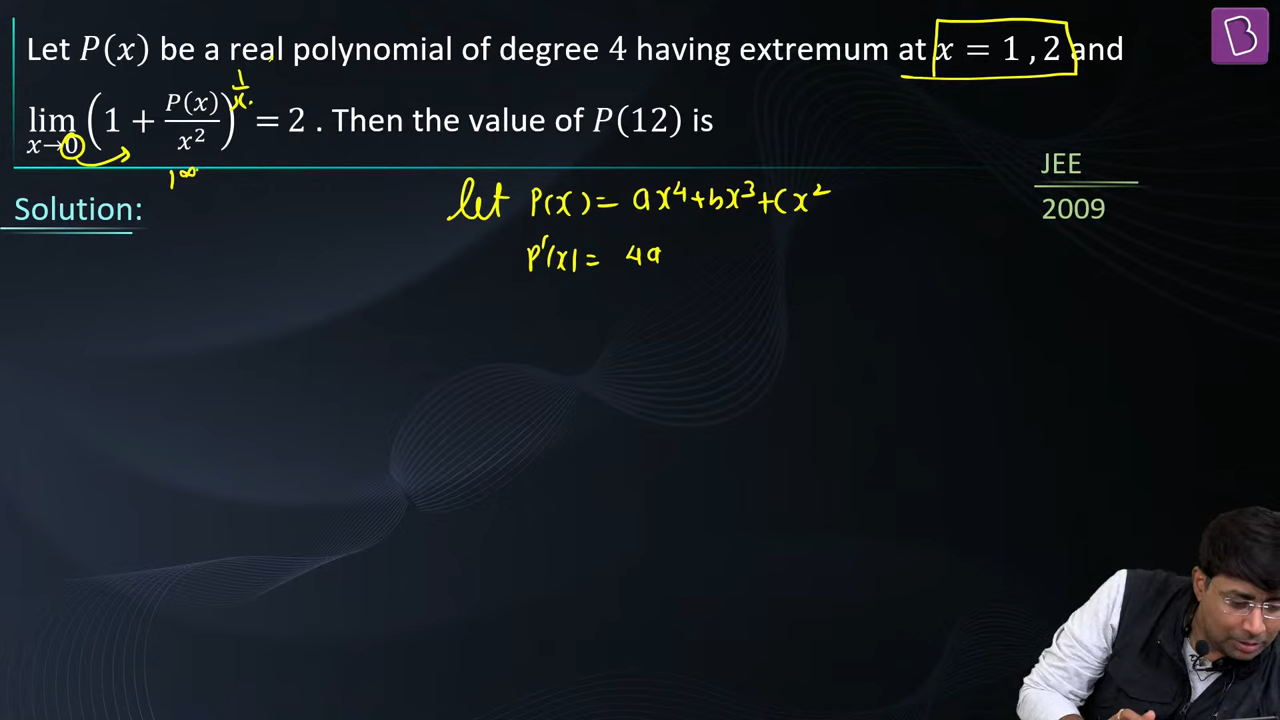 Let P(x) be a real polynomial of degree 4 having extremum at x = 1 , 2 and
lim x→0 (1 + P(x)/x²)^(1/x) = 2 . Then the value of P(12) is
1^∞
JEE
2009
Solution:
let P(x) = ax⁴+bx³+cx²
P'(x) = 4a